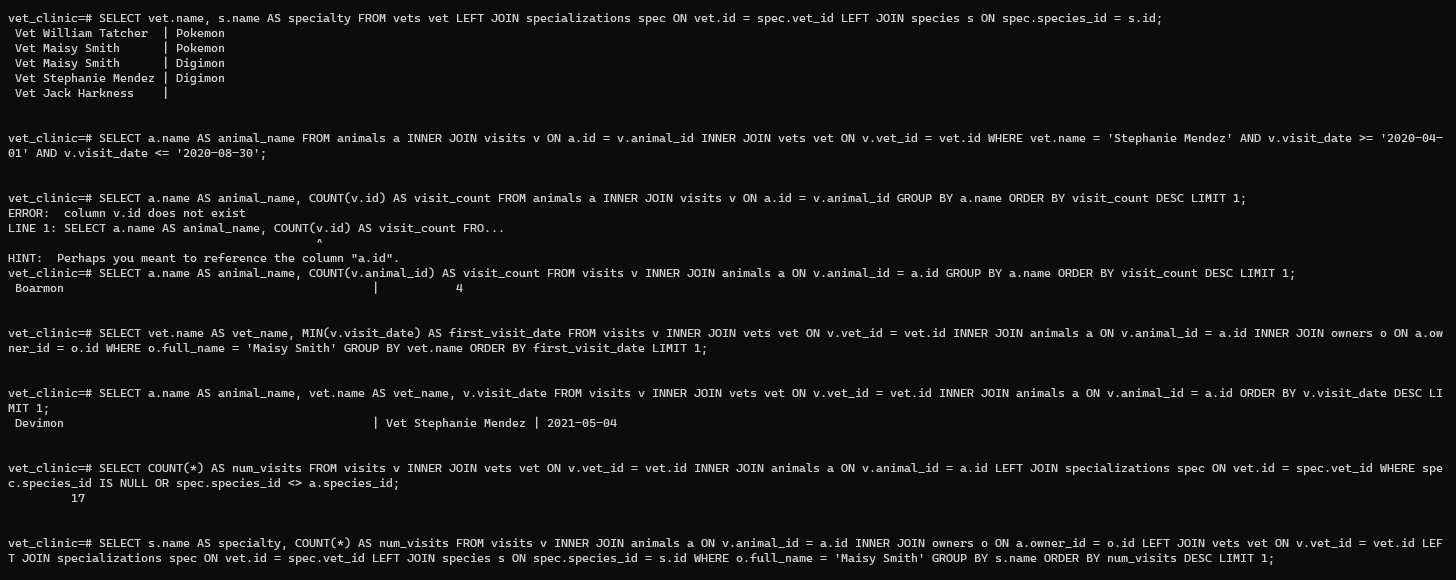 vet_clinic=# SELECT vet.name, s.name AS specialty FROM vets vet LEFT JOIN specializations spec ON vet.id = spec.vet_id LEFT JOIN species s ON spec.species_id = s.id;
Vet William Tatcher | Pokemon
Vet Maisy Smith | Pokemon
Vet Maisy Smith | Digimon
Vet Stephanie Mendez | Digimon
Vet Jack Harkness |
vet_clinic=# SELECT a.name AS animal_name FROM animals a INNER JOIN visits v ON a.id = v.animal_id INNER JOIN vets vet ON v.vet_id = vet.id WHERE vet.name = 'Stephanie Mendez' AND v.visit_date >= '2020-04-
01' AND v.visit_date <= '2020-08-30';
vet_clinic=# SELECT a.name AS animal_name, COUNT(v.id) AS visit_count FROM animals a INNER JOIN visits v ON a.id = v.animal_id GROUP BY a.name ORDER BY visit_count DESC LIMIT 1;
ERROR:  column v.id does not exist
LINE 1: SELECT a.name AS animal_name, COUNT(v.id) AS visit_count FRO...
^
HINT:  Perhaps you meant to reference the column "a.id".
vet_clinic=# SELECT a.name AS animal_name, COUNT(v.animal_id) AS visit_count FROM visits v INNER JOIN animals a ON v.animal_id = a.id GROUP BY a.name ORDER BY visit_count DESC LIMIT 1;
Boarmon | 4
vet_clinic=# SELECT vet.name AS vet_name, MIN(v.visit_date) AS first_visit_date FROM visits v INNER JOIN vets vet ON v.vet_id = vet.id INNER JOIN animals a ON v.animal_id = a.id INNER JOIN owners o ON a.ow
ner_id = o.id WHERE o.full_name = 'Maisy Smith' GROUP BY vet.name ORDER BY first_visit_date LIMIT 1;
vet_clinic=# SELECT a.name AS animal_name, vet.name AS vet_name, v.visit_date FROM visits v INNER JOIN vets vet ON v.vet_id = vet.id INNER JOIN animals a ON v.animal_id = a.id ORDER BY v.visit_date DESC LI
MIT 1;
Devimon | Vet Stephanie Mendez | 2021-05-04
vet_clinic=# SELECT COUNT(*) AS num_visits FROM visits v INNER JOIN vets vet ON v.vet_id = vet.id INNER JOIN animals a ON v.animal_id = a.id LEFT JOIN specializations spec ON vet.id = spec.vet_id WHERE spe
c.species_id IS NULL OR spec.species_id <> a.species_id;
17
vet_clinic=# SELECT s.name AS specialty, COUNT(*) AS num_visits FROM visits v INNER JOIN animals a ON v.animal_id = a.id INNER JOIN owners o ON a.owner_id = o.id LEFT JOIN vets vet ON v.vet_id = vet.id LEF
T JOIN specializations spec ON vet.id = spec.vet_id LEFT JOIN species s ON spec.species_id = s.id WHERE o.full_name = 'Maisy Smith' GROUP BY s.name ORDER BY num_visits DESC LIMIT 1;